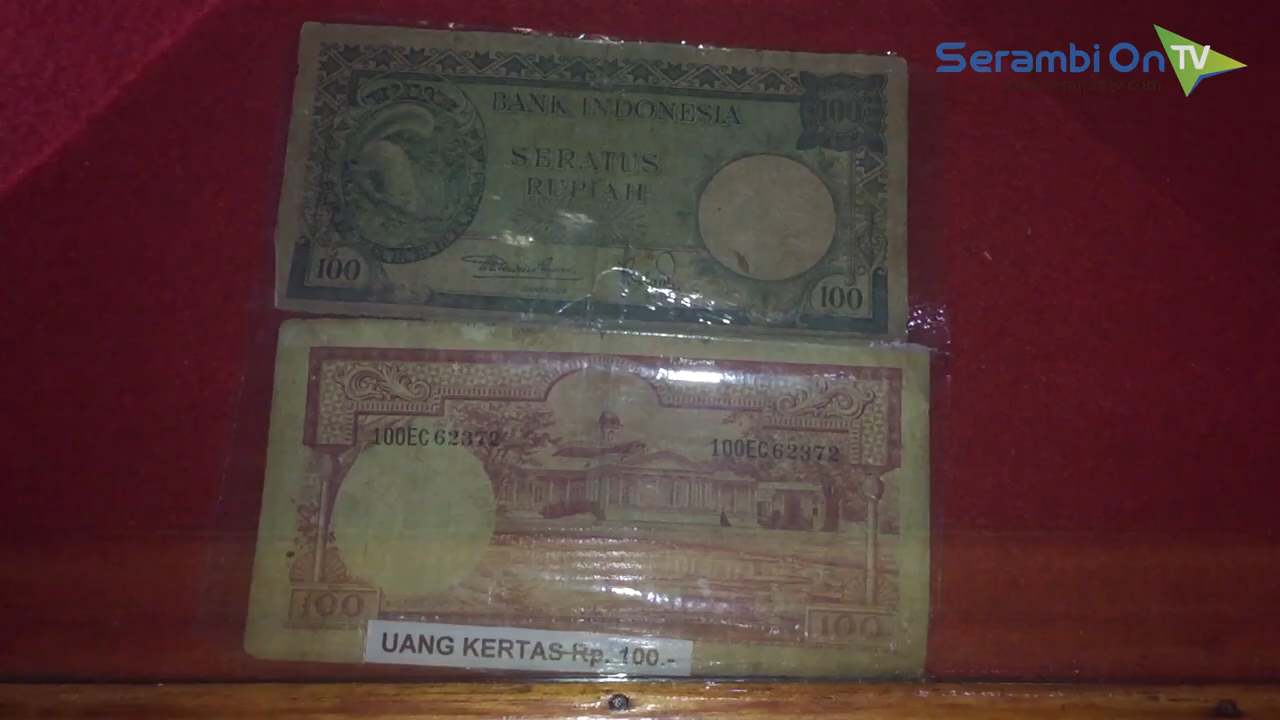 Serambi On TV
BANK INDONESIA
100
SERATUS
RUPIAH
100
100
100EC 62372
100EC 62372
100
100
UANG KERTAS Rp. 100.-